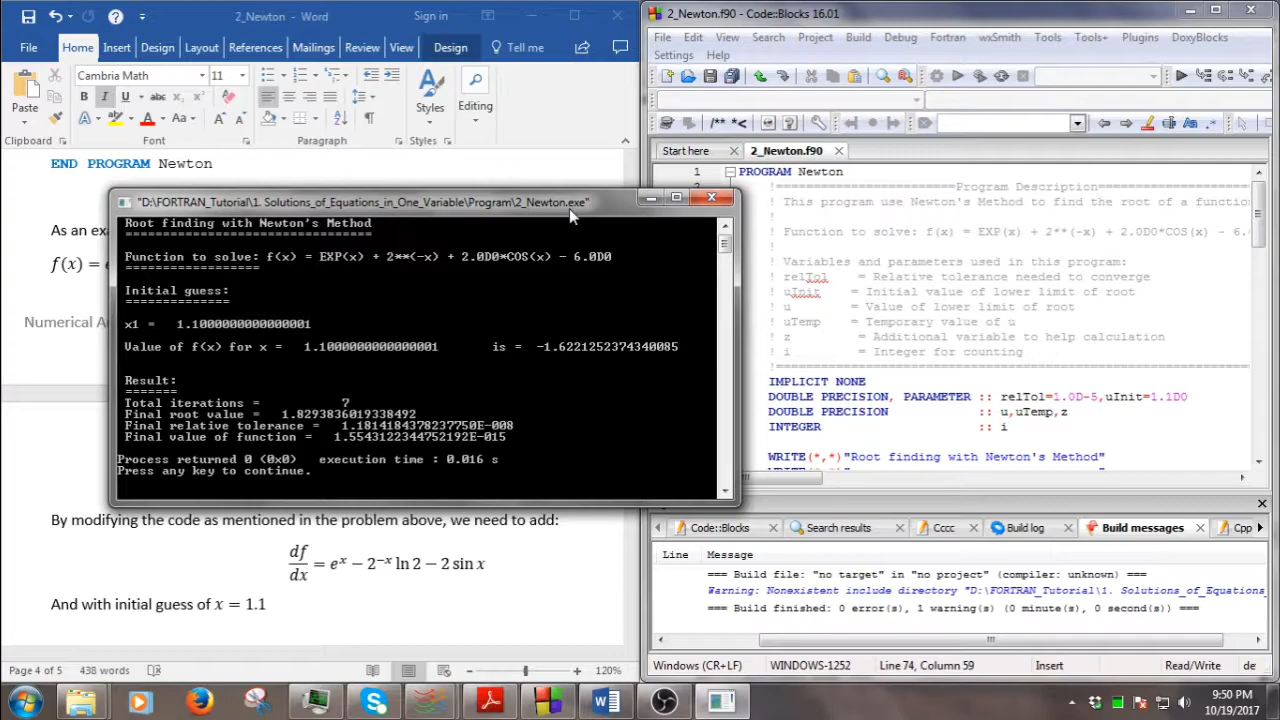 2_Newton - Word
Sign in
File Home Insert Design Layout References Mailings Review View Design Tell me
Paste
Cambria Math 11
B I U abc x₂ x² Aa
Styles
Editing
Clipboard Font Paragraph Styles
END PROGRAM Newton
As an exa
f(x) = e
Numerical A
By modifying the code as mentioned in the problem above, we need to add:
df/dx = eˣ − 2⁻ˣ ln 2 − 2 sin x
And with initial guess of x = 1.1
Page 4 of 5 438 words 120%
"D:\FORTRAN_Tutorial\1. Solutions_of_Equations_in_One_Variable\Program\2_Newton.exe"
Root finding with Newton's Method
=================================
Function to solve: f(x) = EXP(x) + 2**(-x) + 2.0D0*COS(x) - 6.0D0
==================
Initial guess:
==============
x1 = 1.1000000000000001
Value of f(x) for x = 1.1000000000000001 is = -1.6221252374340085
Result:
=======
Total iterations = 7
Final root value = 1.8293836019338492
Final relative tolerance = 1.1814184378237750E-008
Final value of function = 1.5543122344752192E-015
Process returned 0 (0x0) execution time : 0.016 s
Press any key to continue.
2_Newton.f90 - Code::Blocks 16.01
File Edit View Search Project Build Debug Fortran wxSmith Tools Tools+ Plugins DoxyBlocks
Settings Help
/** *<
Start here 2_Newton.f90
1 PROGRAM Newton
2 !========================Program Description=
! This program use Newton's Method to find the root of a functio
! Function to solve: f(x) = EXP(x) + 2**(-x) + 2.0D0*COS(x) - 6.
! Variables and parameters used in this program:
! relTol = Relative tolerance needed to converge
! uInit = Initial value of lower limit of root
! u = Value of lower limit of root
! uTemp = Temporary value of u
! z = Additional variable to help calculation
! i = Integer for counting
!=======================================================
IMPLICIT NONE
DOUBLE PRECISION, PARAMETER :: relTol=1.0D-5,uInit=1.1D0
DOUBLE PRECISION :: u,uTemp,z
INTEGER :: i
WRITE(*,*)"Root finding with Newton's Method"
Code::Blocks Search results Cccc Build log Build messages Cpp
Line Message
=== Build file: "no target" in "no project" (compiler: unknown) ===
Warning: Nonexistent include directory "D:\FORTRAN_Tutorial\1. Solutions_of_Equations_
=== Build finished: 0 error(s), 1 warning(s) (0 minute(s), 0 second(s)) ===
Windows (CR+LF) WINDOWS-1252 Line 74, Column 59 Insert Read/Write de
9:50 PM
10/19/2017